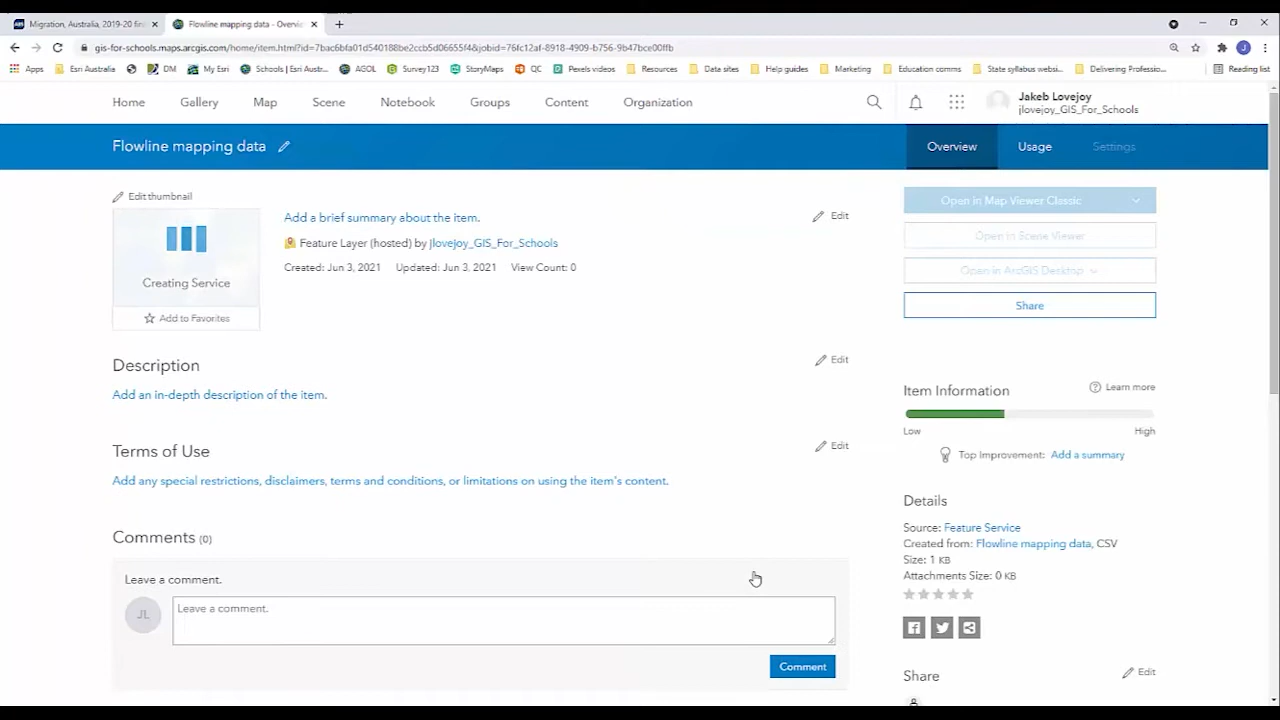 Migration, Australia, 2019-20 fin
Flowline mapping data - Overvie
gis-for-schools.maps.arcgis.com/home/item.html?id=7bac6bfa01d540188be2ccb5d06655f4&jobid=76fc12af-8918-4909-b756-9b47bce00ffb
Apps Esri Australia DM My Esri Schools | Esri Austr... AGOL Survey123 StoryMaps QC Pexels videos Resources Data sites Help guides Marketing Education comms State syllabus websi... Delivering Professio... Reading list
Home Gallery Map Scene Notebook Groups Content Organization
Jakeb Lovejoy
jlovejoy_GIS_For_Schools
Flowline mapping data
Overview Usage Settings
Edit thumbnail
Creating Service
Add to Favorites
Add a brief summary about the item.
Edit
Feature Layer (hosted) by jlovejoy_GIS_For_Schools
Created: Jun 3, 2021 Updated: Jun 3, 2021 View Count: 0
Open in Map Viewer Classic
Open in Scene Viewer
Open in ArcGIS Desktop
Share
Description
Edit
Add an in-depth description of the item.
Terms of Use
Edit
Add any special restrictions, disclaimers, terms and conditions, or limitations on using the item's content.
Comments (0)
Leave a comment.
JL
Leave a comment.
Comment
Item Information
Learn more
Low High
Top Improvement: Add a summary
Details
Source: Feature Service
Created from: Flowline mapping data, CSV
Size: 1 KB
Attachments Size: 0 KB
Share
Edit